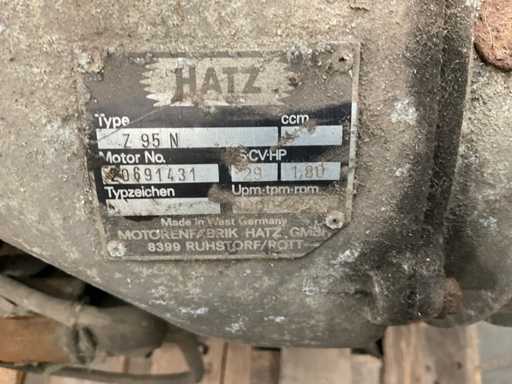 HATZ
Type ccm
Z 95 N
Motor No. PS·CV·HP
20691431 29 1.80
Typzeichen Upm·tpm·rpm
Made in West Germany
MOTORENFABRIK HATZ GMBH
8399 RUHSTORF/ROTT